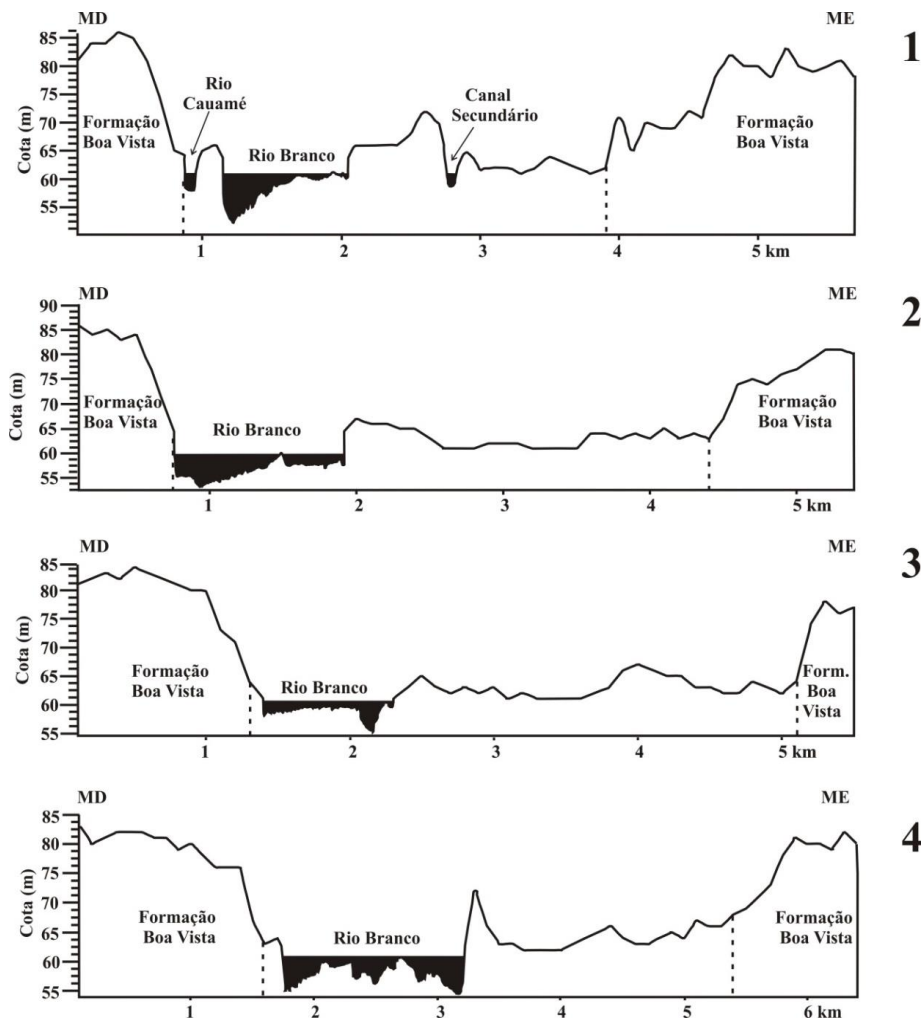 MD
ME
1
85
80
75
70
65
60
55
Cota (m)
Formação
Boa Vista
Rio
Cauamé
Rio Branco
Canal
Secundário
Formação
Boa Vista
1
2
3
4
5 km
MD
ME
2
90
85
80
75
70
65
60
55
Cota (m)
Formação
Boa Vista
Rio Branco
Formação
Boa Vista
1
2
3
4
5 km
MD
ME
3
85
80
75
70
65
60
55
Cota (m)
Formação
Boa Vista
Rio Branco
Form.
Boa
Vista
1
2
3
4
5 km
MD
ME
4
85
80
75
70
65
60
55
Cota (m)
Formação
Boa Vista
Rio Branco
Formação
Boa Vista
1
2
3
4
5
6 km